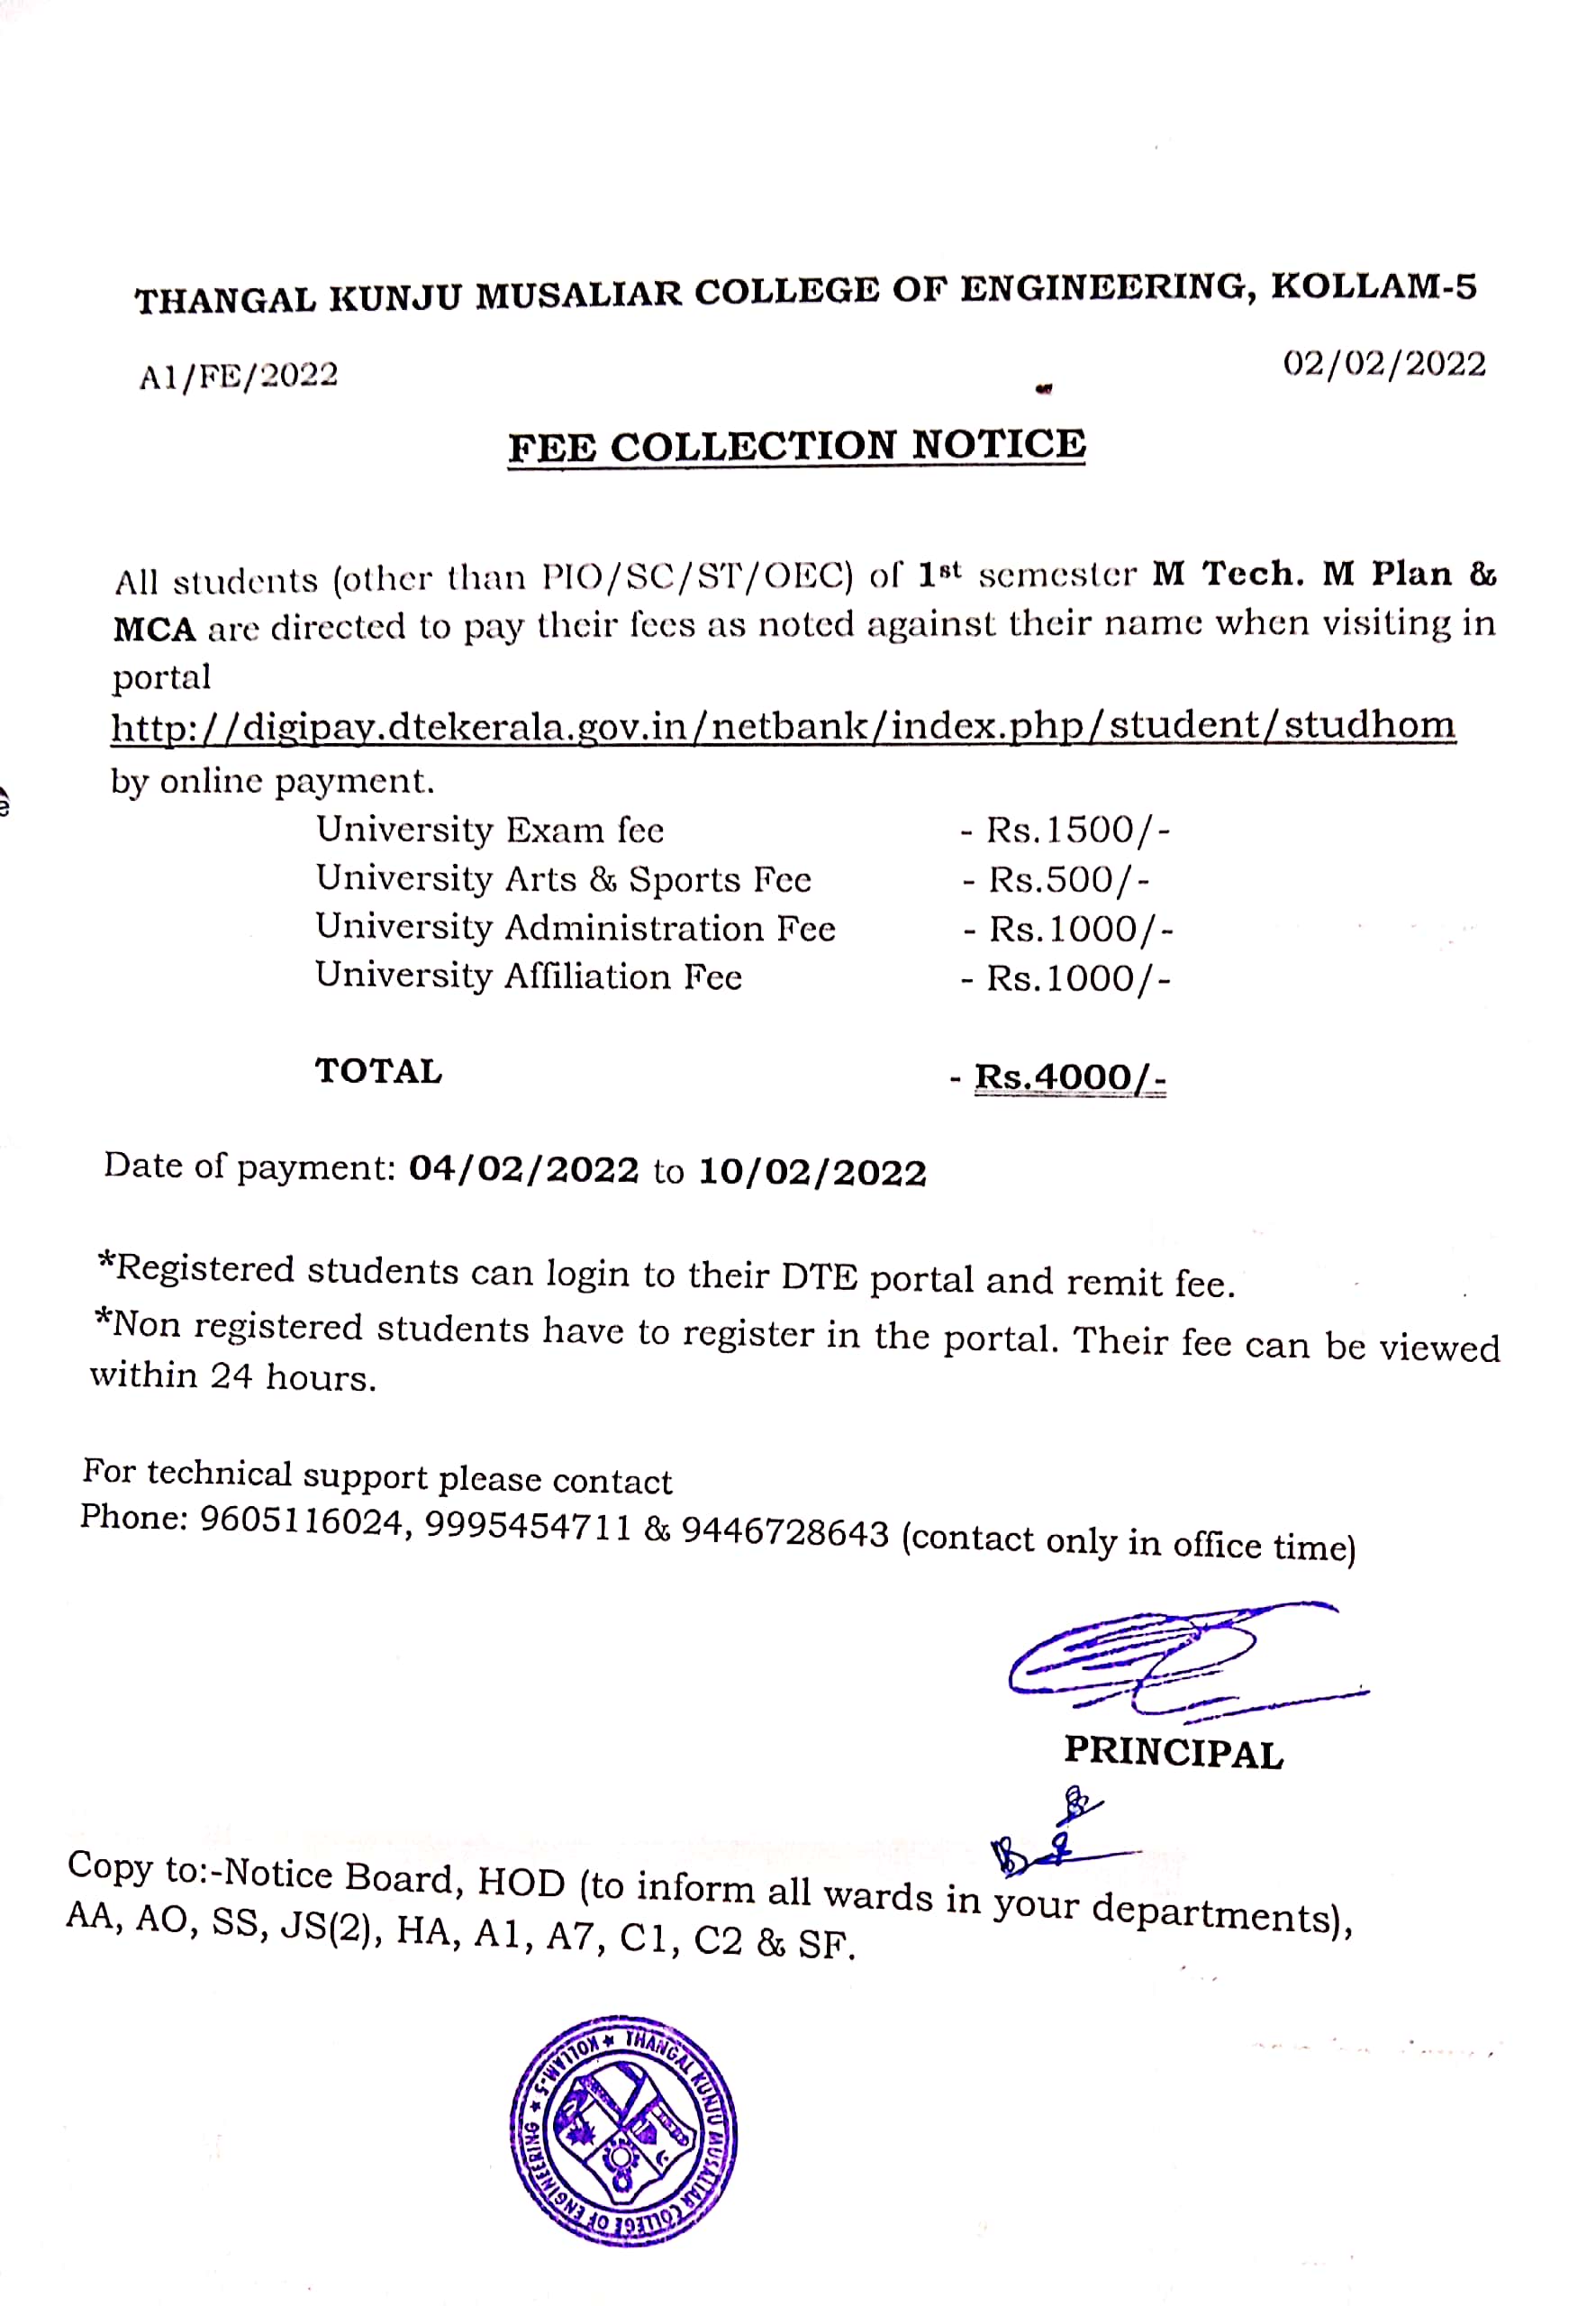 THANGAL KUNJU MUSALIAR COLLEGE OF ENGINEERING, KOLLAM-5
A1/FE/2022 02/02/2022
FEE COLLECTION NOTICE
All students (other than PIO/SC/ST/OEC) of 1st semester M Tech. M Plan &
MCA are directed to pay their fees as noted against their name when visiting in
portal
http://digipay.dtekerala.gov.in/netbank/index.php/student/studhom
by online payment.
University Exam fee - Rs.1500/-
University Arts & Sports Fee - Rs.500/-
University Administration Fee - Rs.1000/-
University Affiliation Fee - Rs.1000/-
TOTAL - Rs.4000/-
Date of payment: 04/02/2022 to 10/02/2022
*Registered students can login to their DTE portal and remit fee.
*Non registered students have to register in the portal. Their fee can be viewed
within 24 hours.
For technical support please contact
Phone: 9605116024, 9995454711 & 9446728643 (contact only in office time)
PRINCIPAL
Copy to:-Notice Board, HOD (to inform all wards in your departments),
AA, AO, SS, JS(2), HA, A1, A7, C1, C2 & SF.
THANGAL KUNJU MUSALIAR COLLEGE OF ENGINEERING ★ KOLLAM-5 ★